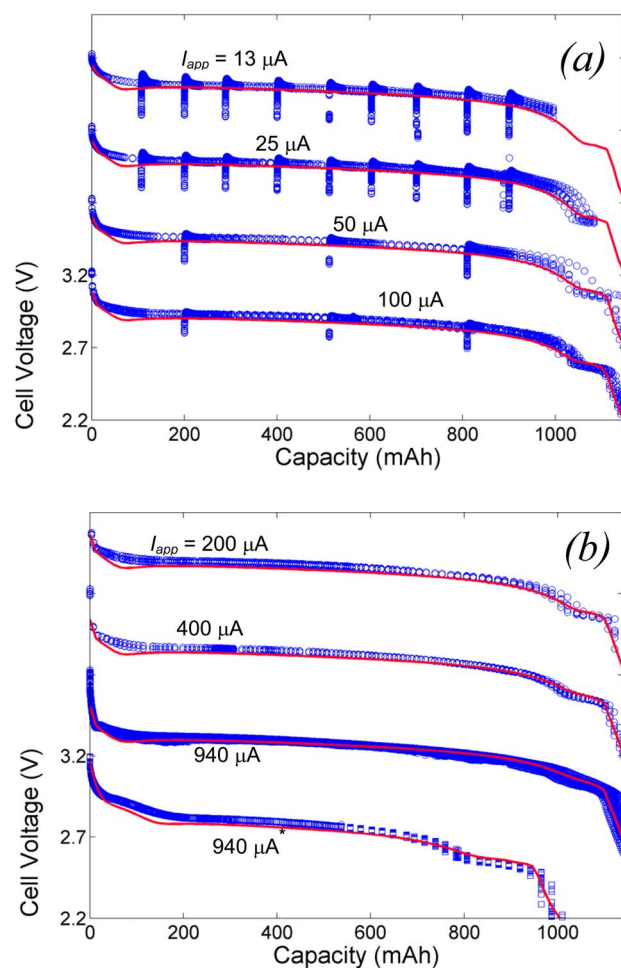 (a)
I_app = 13 μA
25 μA
50 μA
100 μA
3.2
2.7
2.2
Cell Voltage (V)
0 200 400 600 800 1000
Capacity (mAh)
(b)
I_app = 200 μA
400 μA
940 μA
940 μA*
3.2
2.7
2.2
Cell Voltage (V)
0 200 400 600 800 1000
Capacity (mAh)